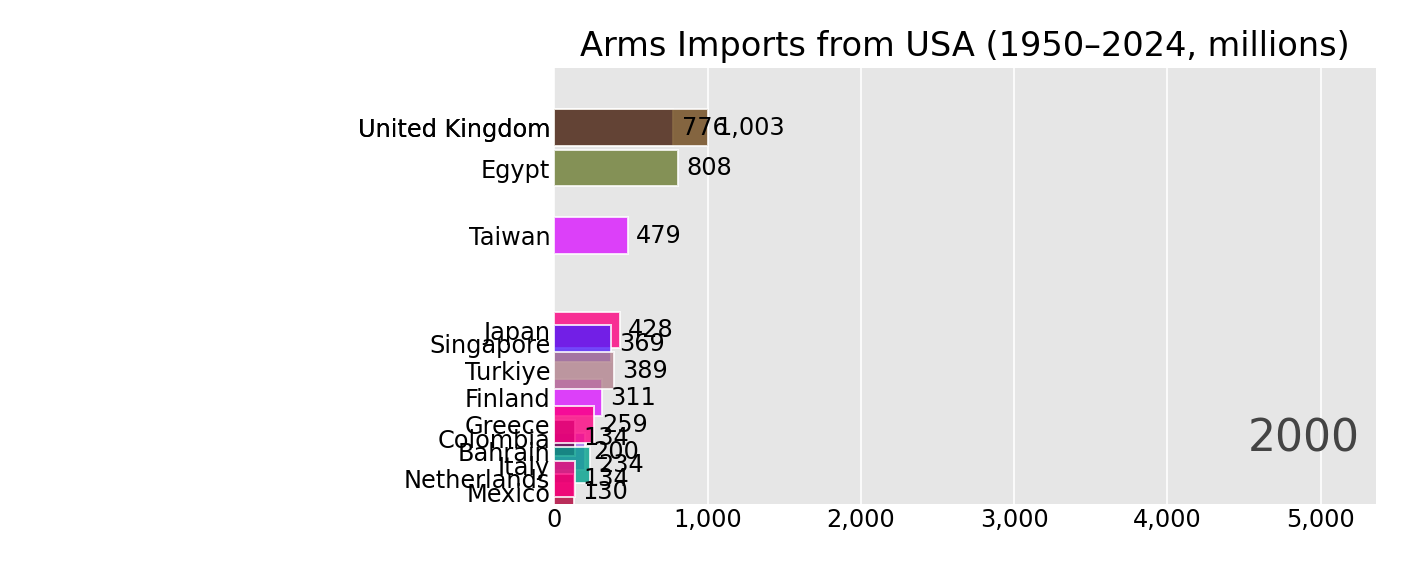 Arms Imports from USA (1950–2024, millions)
United Kingdom 776 1,003
Egypt 808
Taiwan 479
Japan 428
Singapore 369
Turkiye 389
Finland 311
Greece 259
Colombia 134
Bahrain 200
Italy 234
Netherlands 134
Mexico 130
2000
0 1,000 2,000 3,000 4,000 5,000